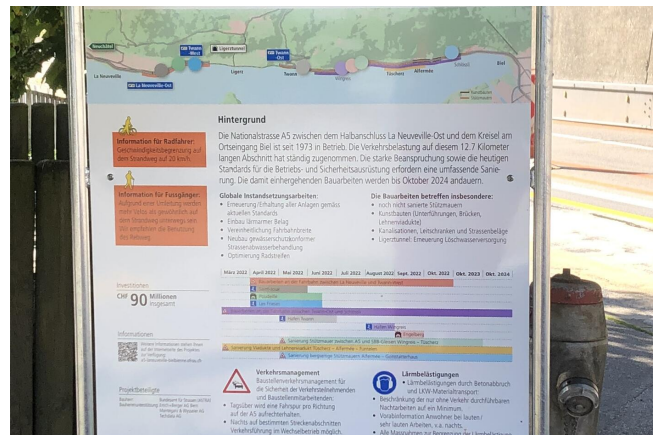 Neuchâtel
Twann-West
Ligerztunnel
Twann-Ost
La Neuveville
La Neuveville-Ost
Ligerz
Twann
Wingreis
Tüscherz
Alfermée
Biel
Kunstbauten
Stützmauern
Hintergrund
Die Nationalstrasse A5 zwischen dem Halbanschluss La Neuveville-Ost und dem Kreisel am
Ortseingang Biel ist seit 1973 in Betrieb. Die Verkehrsbelastung auf diesem 12.7 Kilometer
langen Abschnitt hat ständig zugenommen. Die starke Beanspruchung sowie die heutigen
Standards für die Betriebs- und Sicherheitsausrüstung erfordern eine umfassende Sanie-
rung. Die damit einhergehenden Bauarbeiten werden bis Oktober 2024 andauern.
Information für Radfahrer:
Geschwindigkeitsbegrenzung auf
dem Strandweg auf 20 km/h.
Information für Fussgänger:
Aufgrund einer Umleitung werden
mehr Velos als gewöhnlich auf
dem Strandweg unterwegs sein.
Wir empfehlen die Benutzung
des Rebweg.
Globale Instandsetzungsarbeiten:
• Erneuerung/Erhaltung aller Anlagen gemäss
aktuellen Standards
• Einbau lärmarmer Belag
• Vereinheitlichung Fahrbahnbreite
• Neubau gewässerschutzkonformer
Strassenabwasserbehandlung
• Optimierung Radstreifen
Die Bauarbeiten betreffen insbesondere:
• noch nicht sanierte Stützmauern
• Kunstbauten (Unterführungen, Brücken,
Lehnenviadukte)
• Kanalisationen, Leitschranken und Strassenbeläge
• Ligerztunnel: Erneuerung Löschwasserversorgung
März 2022 April 2022 Mai 2022 Juni 2022 Juli 2022 August 2022 Sept. 2022 Okt. 2022 Okt. 2023 Okt. 2024
Investitionen
CHF 90 Millionen
insgesamt
Poudeille
Hafen Twann
Hafen Wingreis
Engelberg
Informationen
Projektbeteiligte
Verkehrsmanagement
Baustellenverkehrsmanagement für
die Sicherheit der Verkehrsteilnehmenden
und Baustellenmitarbeitenden:
• Tagsüber wird eine Fahrspur pro Richtung
auf der A5 aufrechterhalten.
• Nachts auf bestimmten Streckenabschnitten
Verkehrsführung im Wechselbetrieb möglich.
Lärmbelästigungen
• Lärmbelästigungen durch Betonabbruch
und LKW-Materialtransport:
• Beschränkung der nur ohne Verkehr durchführbaren
Nachtarbeiten auf ein Minimum.
• Vorabinformation Anwohner bei lauten /
sehr lauten Arbeiten, v.a. nachts.